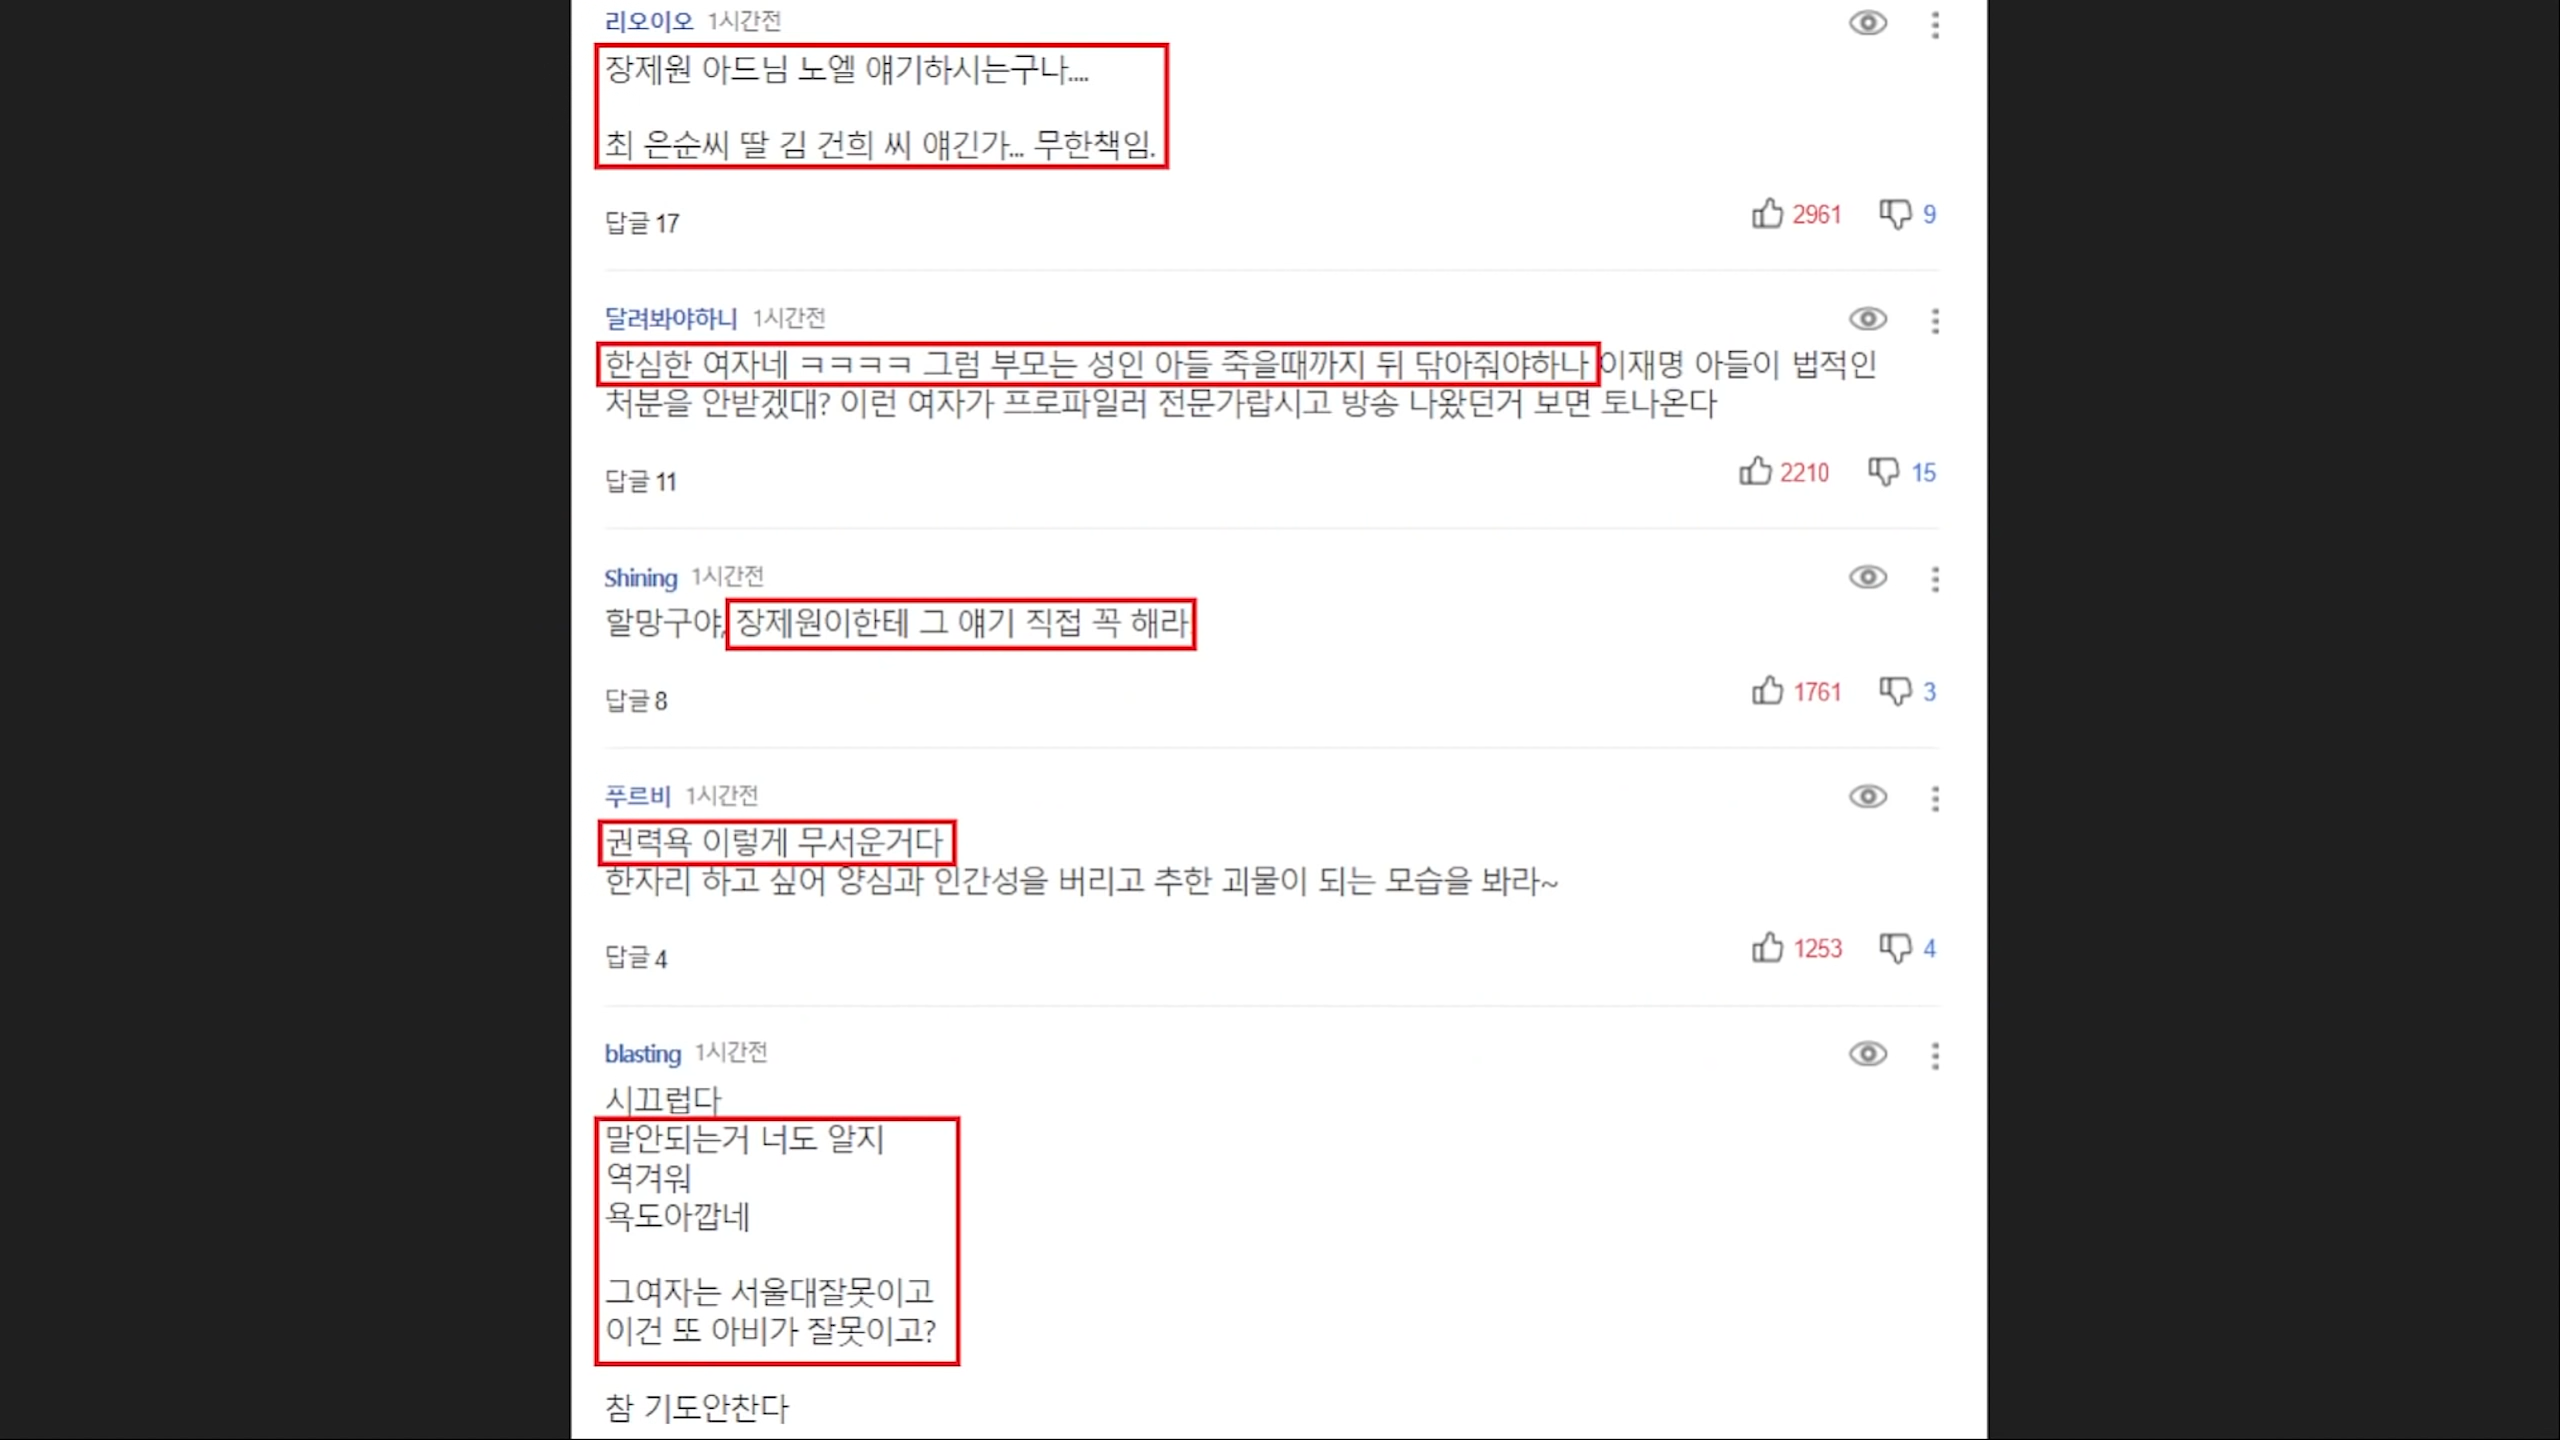 리오이오 1시간전
장제원 아드님 노엘 얘기하시는구나....
최 은순씨 딸 김 건희 씨 얘긴가... 무한책임.
답글 17 2961 9
달려봐야하니 1시간전
한심한 여자네 ㅋㅋㅋㅋ 그럼 부모는 성인 아들 죽을때까지 뒤 닦아줘야하나 이재명 아들이 법적인
처분을 안받겠대? 이런 여자가 프로파일러 전문가랍시고 방송 나왔던거 보면 토나온다
답글 11 2210 15
Shining 1시간전
할망구야, 장제원이한테 그 얘기 직접 꼭 해라
답글 8 1761 3
푸르비 1시간전
권력욕 이렇게 무서운거다
한자리 하고 싶어 양심과 인간성을 버리고 추한 괴물이 되는 모습을 봐라~
답글 4 1253 4
blasting 1시간전
시끄럽다
말안되는거 너도 알지
역겨워
욕도아깝네
그여자는 서울대잘못이고
이건 또 아비가 잘못이고?
참 기도안찬다